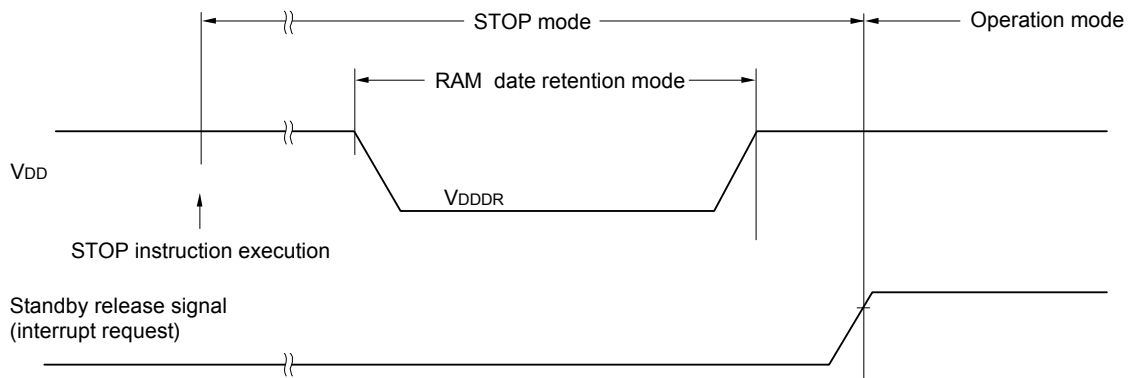 STOP mode
Operation mode
RAM date retention mode
VDD
VDDDR
STOP instruction execution
Standby release signal
(interrupt request)